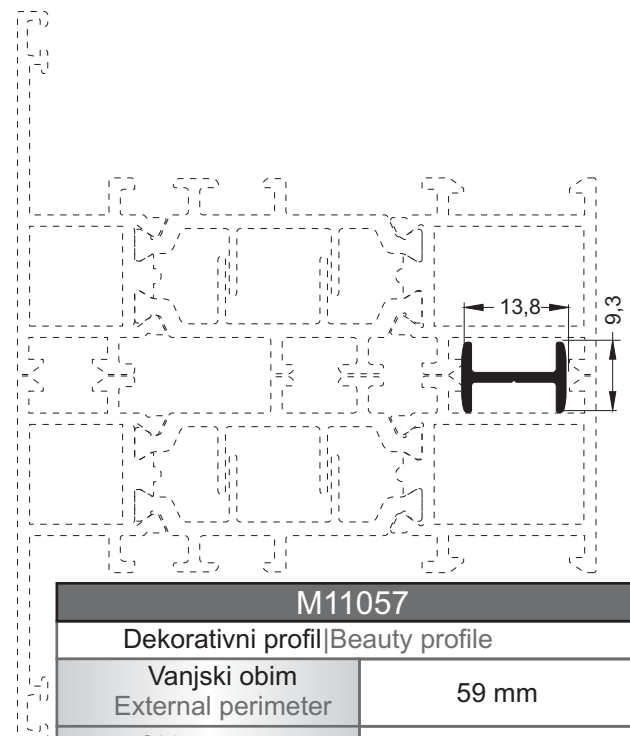 13,8
9,3
M11057
Dekorativni profil|Beauty profile
Vanjski obim
External perimeter
59 mm